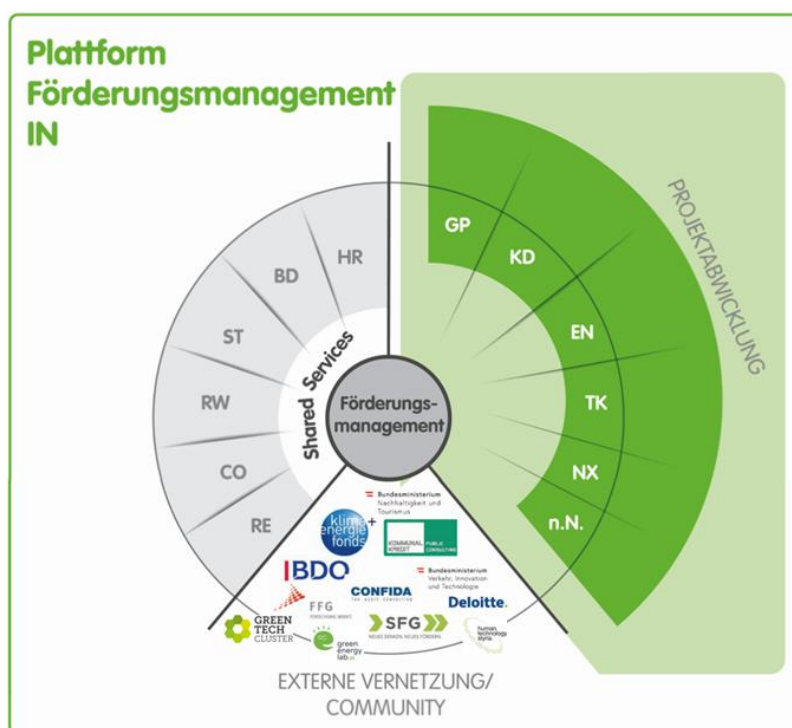 Plattform
Förderungsmanagement
IN
HR
BD
ST
RW
CO
RE
Shared Services
Förderungs-
management
GP
KD
EN
TK
NX
n.N.
PROJEKTABWICKLUNG
Bundesministerium
Nachhaltigkeit und
Tourismus
klima+
energie
fonds
KOMMUNAL
KREDIT
PUBLIC
CONSULTING
IBDO
Bundesministerium
Verkehr, Innovation
und Technologie
FFG
CONFIDA
Deloitte.
GREEN
TECH
CLUSTER
green
energy
lab.at
SFG
NEUES DENKEN. NEUES FÖRDERN.
human.
technology
styria.
EXTERNE VERNETZUNG/
COMMUNITY